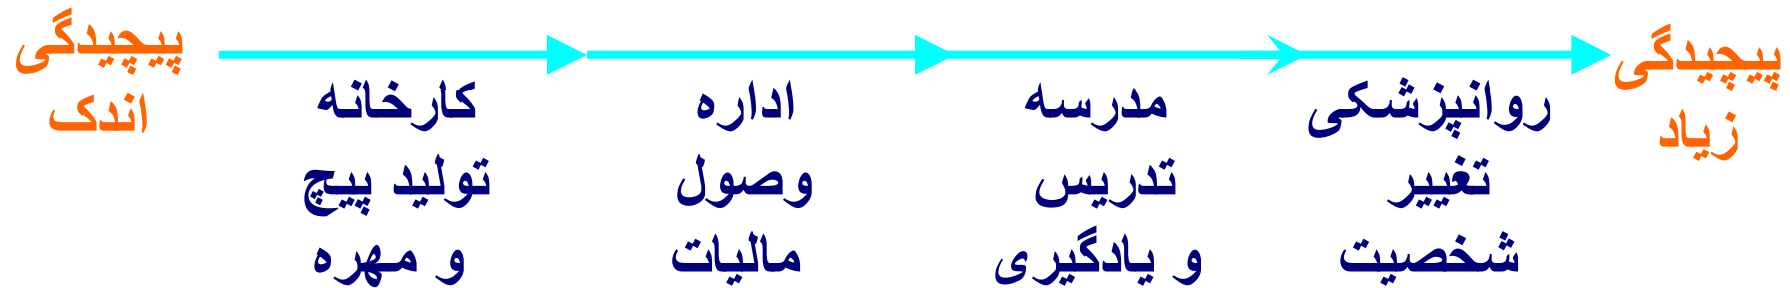 پیچیدگی
زیاد
روانپزشکی
تغییر
شخصیت
مدرسه
تدریس
و یادگیری
اداره
وصول
مالیات
کارخانه
تولید پیچ
و مهره
پیچیدگی
اندک